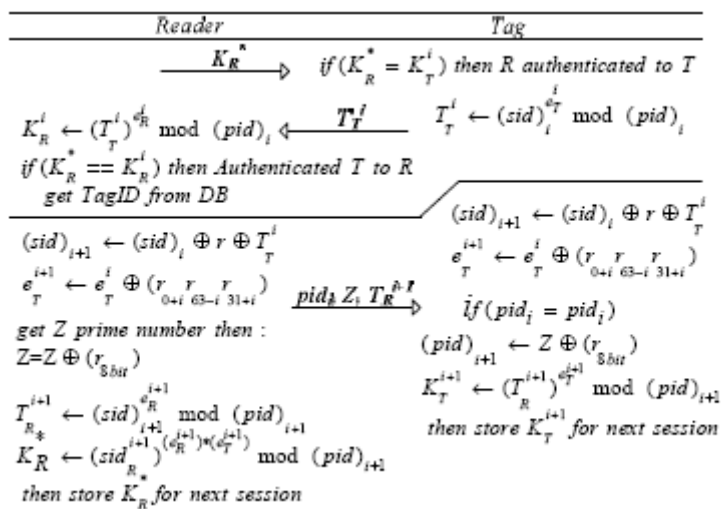 Reader Tag
K_R^* if (K_R^* = K_T^i) then R authenticated to T
K_R^i ← (T_T^i)^{e_R^i} mod (pid)_i T_T^i T_T^i ← (sid)_i^{e_T^i} mod (pid)_i
if (K_R^* == K_R^i) then Authenticated T to R
get TagID from DB
(sid)_{i+1} ← (sid)_i ⊕ r ⊕ T_T^i
e_T^{i+1} ← e_T^i ⊕ (r_{0+i} r_{63-i} r_{31+i})
get Z prime number then :
Z=Z ⊕ (r_{8bit})
T_R^{i+1} ← (sid)_{i+1}^{e_R^{i+1}} mod (pid)_{i+1}
K_R^* ← (sid_R^{i+1})^{(e_R^{i+1})*(e_T^{i+1})} mod (pid)_{i+1}
then store K_R^* for next session
pid_i, Z, T_R^{i+1}
(sid)_{i+1} ← (sid)_i ⊕ r ⊕ T_T^i
e_T^{i+1} ← e_T^i ⊕ (r_{0+i} r_{63-i} r_{31+i})
if (pid_i = pid_i)
(pid)_{i+1} ← Z ⊕ (r_{8bit})
K_T^{i+1} ← (T_R^{i+1})^{e_T^{i+1}} mod (pid)_{i+1}
then store K_T^{i+1} for next session